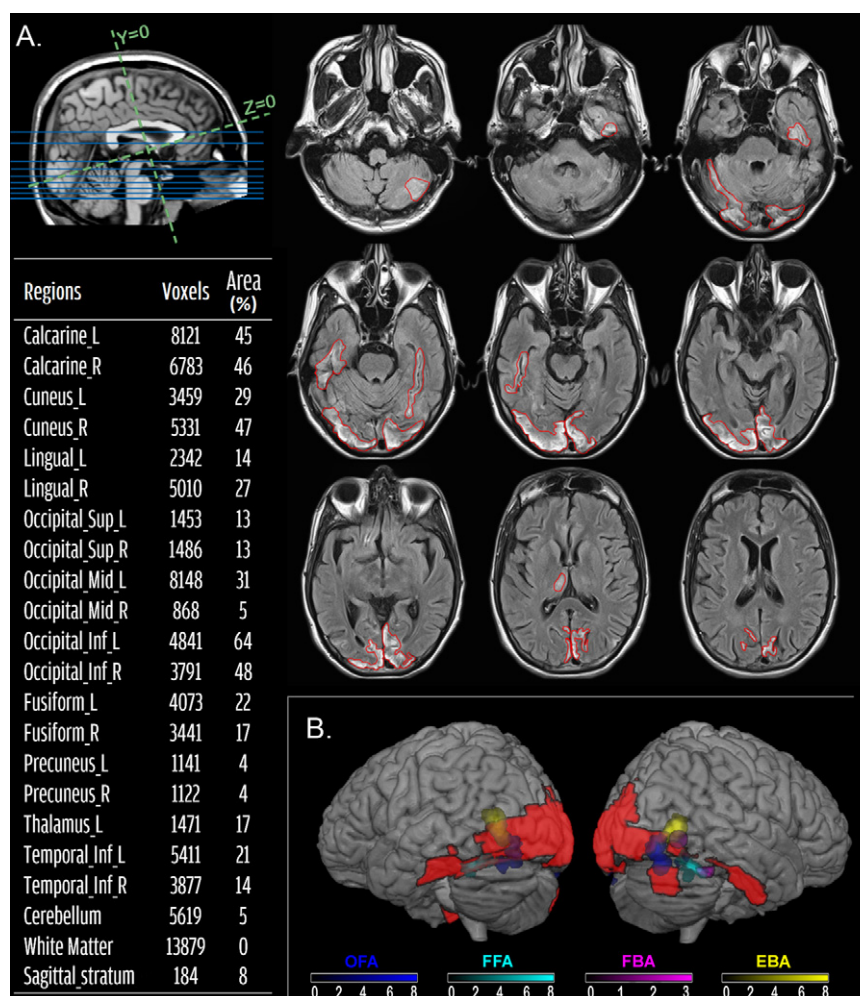 A.
Y=0
Z=0
Regions Voxels Area (%)
Calcarine_L 8121 45
Calcarine_R 6783 46
Cuneus_L 3459 29
Cuneus_R 5331 47
Lingual_L 2342 14
Lingual_R 5010 27
Occipital_Sup_L 1453 13
Occipital_Sup_R 1486 13
Occipital_Mid_L 8148 31
Occipital_Mid_R 868 5
Occipital_Inf_L 4841 64
Occipital_Inf_R 3791 48
Fusiform_L 4073 22
Fusiform_R 3441 17
Precuneus_L 1141 4
Precuneus_R 1122 4
Thalamus_L 1471 17
Temporal_Inf_L 5411 21
Temporal_Inf_R 3877 14
Cerebellum 5619 5
White Matter 13879 0
Sagittal_stratum 184 8
B.
OFA FFA FBA EBA
0 2 4 6 8 0 2 4 6 8 0 1 2 3 0 2 4 6 8